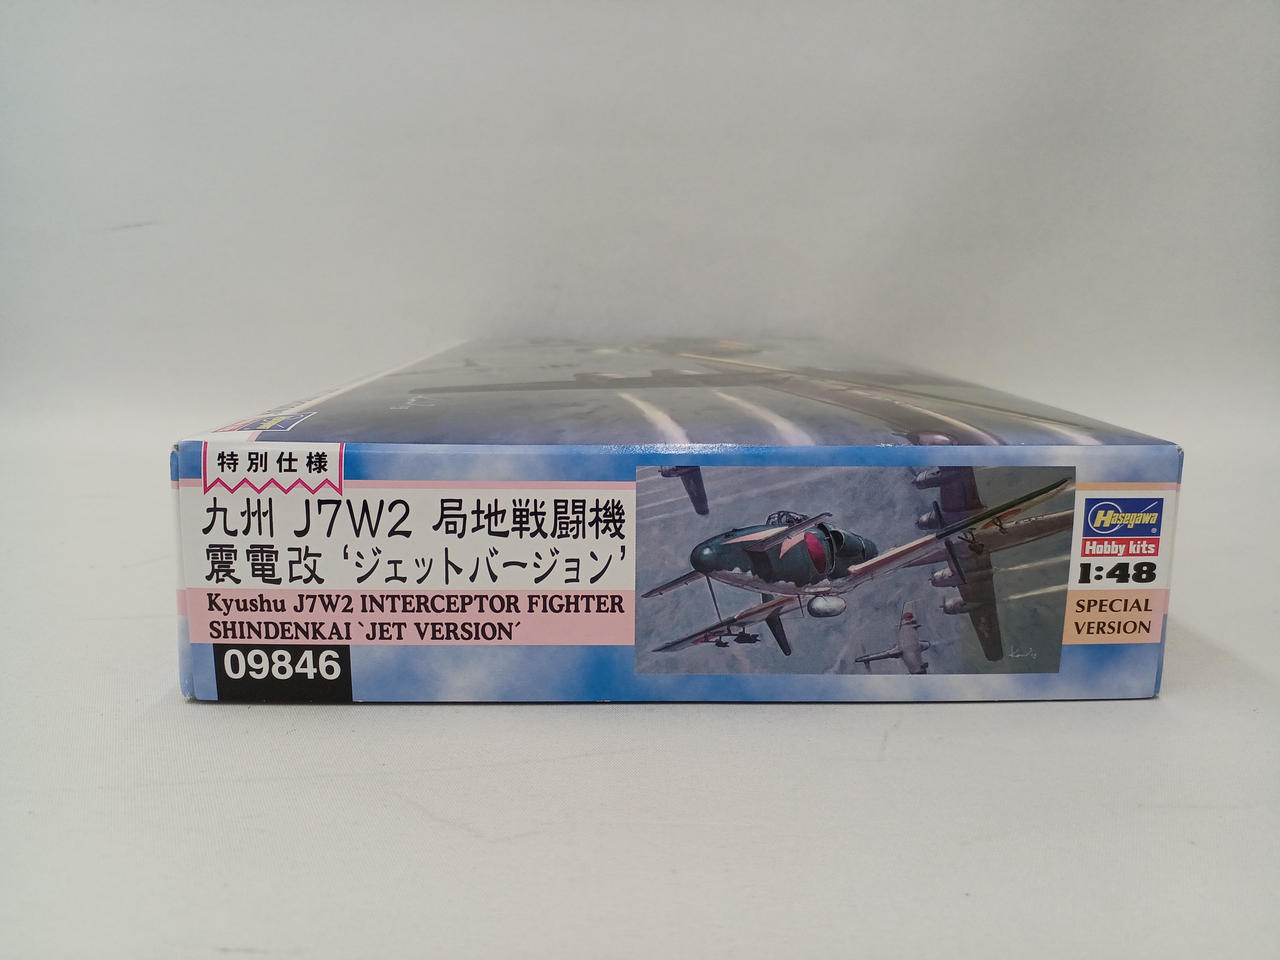 特別仕様
九州 J7W2 局地戦闘機
震電改 ‘ジェットバージョン’
Kyushu J7W2 INTERCEPTOR FIGHTER
SHINDENKAI `JET VERSION´
09846
Hasegawa
Hobby kits
1:48
SPECIAL
VERSION